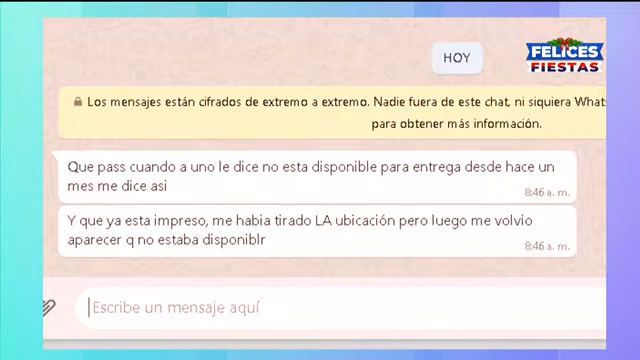 FELICES
FIESTAS
HOY
Los mensajes están cifrados de extremo a extremo. Nadie fuera de este chat, ni siquiera Whats
para obtener más información.
Que pass cuando a uno le dice no esta disponible para entrega desde hace un
mes me dice asi
8:46 a. m.
Y que ya esta impreso, me habia tirado LA ubicación pero luego me volvio
aparecer q no estaba disponiblr
8:46 a. m.
Escribe un mensaje aquí